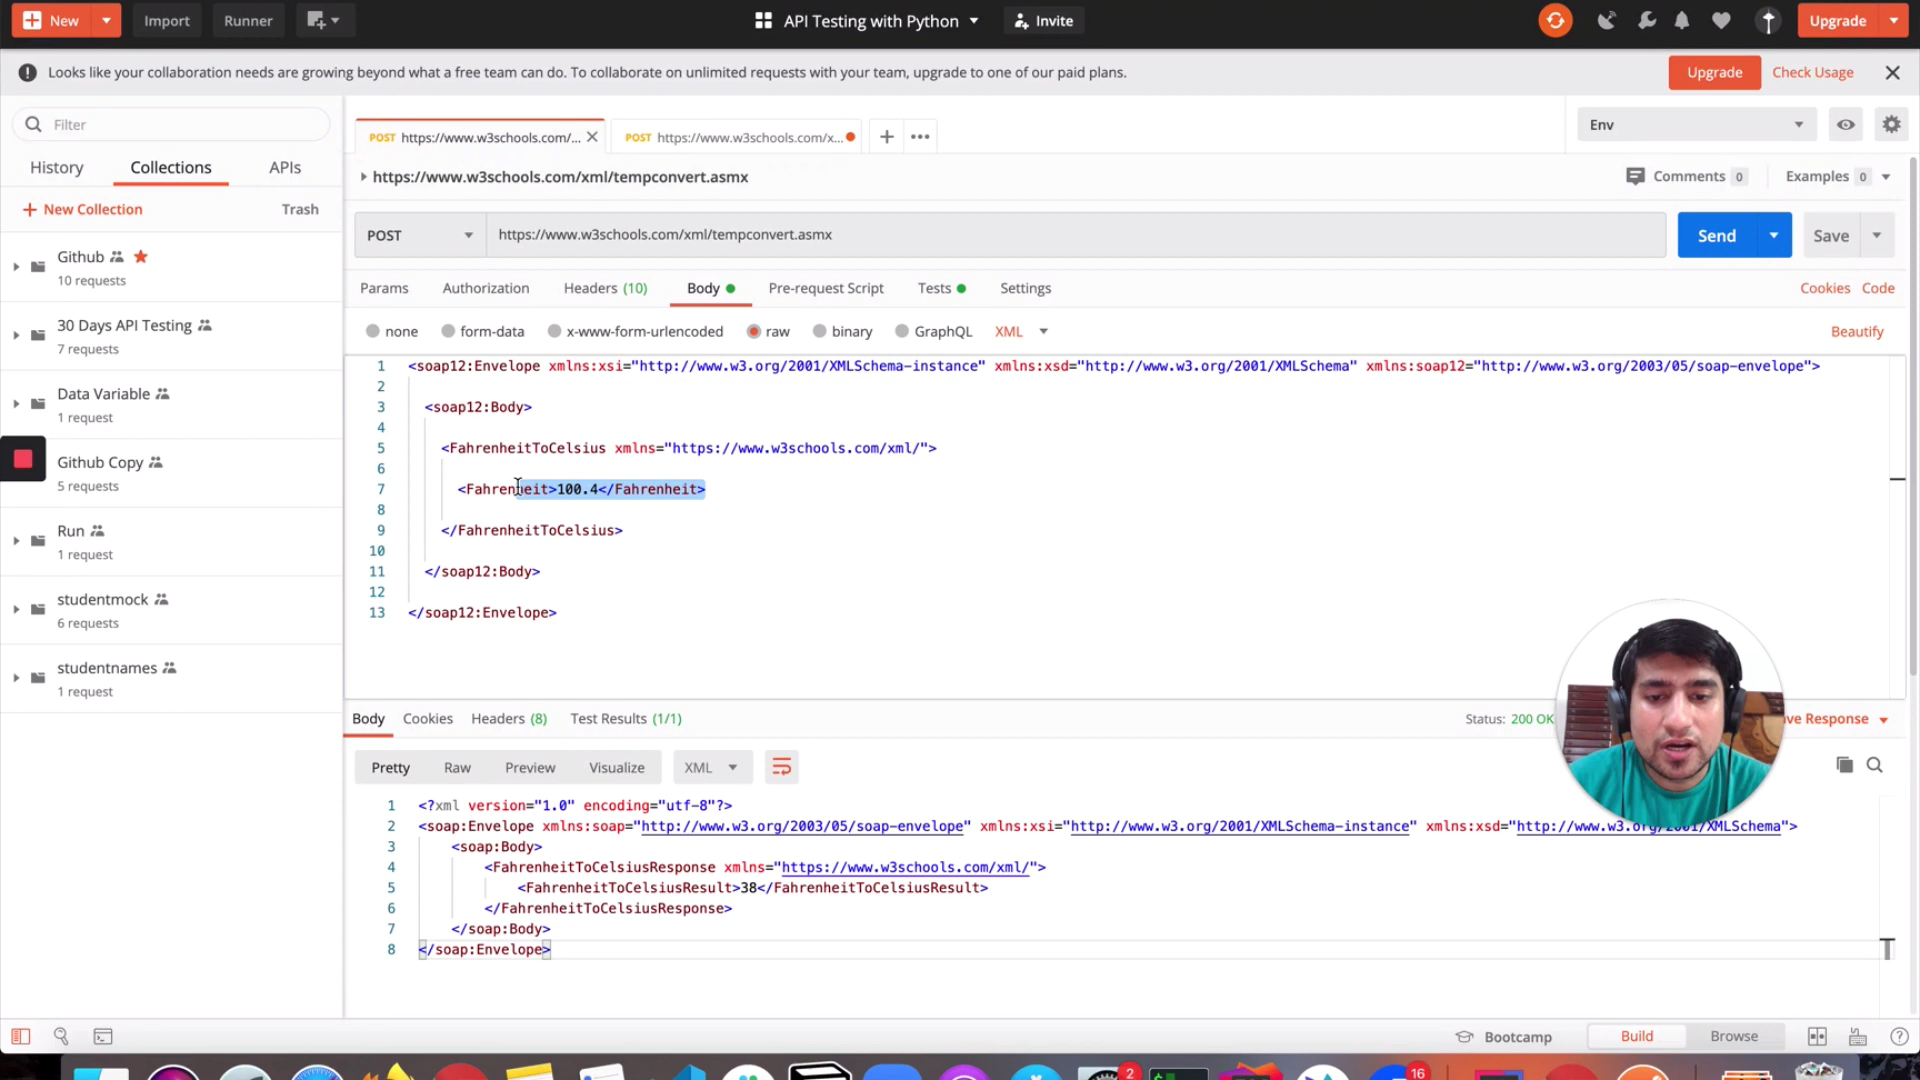 New
Import
Runner
API Testing with Python
Invite
Upgrade
Looks like your collaboration needs are growing beyond what a free team can do. To collaborate on unlimited requests with your team, upgrade to one of our paid plans.
Upgrade
Check Usage
Filter
History
Collections
APIs
New Collection
Trash
Github
10 requests
30 Days API Testing
7 requests
Data Variable
1 request
Github Copy
5 requests
Run
1 request
studentmock
6 requests
studentnames
1 request
POST https://www.w3schools.com/...
POST https://www.w3schools.com/x...
Env
https://www.w3schools.com/xml/tempconvert.asmx
Comments 0
Examples 0
POST
https://www.w3schools.com/xml/tempconvert.asmx
Send
Save
Params
Authorization
Headers (10)
Body
Pre-request Script
Tests
Settings
Cookies
Code
none
form-data
x-www-form-urlencoded
raw
binary
GraphQL
XML
Beautify
1 <soap12:Envelope xmlns:xsi="http://www.w3.org/2001/XMLSchema-instance" xmlns:xsd="http://www.w3.org/2001/XMLSchema" xmlns:soap12="http://www.w3.org/2003/05/soap-envelope">
2
3 <soap12:Body>
4
5 <FahrenheitToCelsius xmlns="https://www.w3schools.com/xml/">
6
7 <Fahrenheit>100.4</Fahrenheit>
8
9 </FahrenheitToCelsius>
10
11 </soap12:Body>
12
13 </soap12:Envelope>
Body
Cookies
Headers (8)
Test Results (1/1)
Status: 200 OK
ve Response
Pretty
Raw
Preview
Visualize
XML
1 <?xml version="1.0" encoding="utf-8"?>
2 <soap:Envelope xmlns:soap="http://www.w3.org/2003/05/soap-envelope" xmlns:xsi="http://www.w3.org/2001/XMLSchema-instance" xmlns:xsd="http://www.w3.org/2001/XMLSchema">
3 <soap:Body>
4 <FahrenheitToCelsiusResponse xmlns="https://www.w3schools.com/xml/">
5 <FahrenheitToCelsiusResult>38</FahrenheitToCelsiusResult>
6 </FahrenheitToCelsiusResponse>
7 </soap:Body>
8 </soap:Envelope>
Bootcamp
Build
Browse
2
16